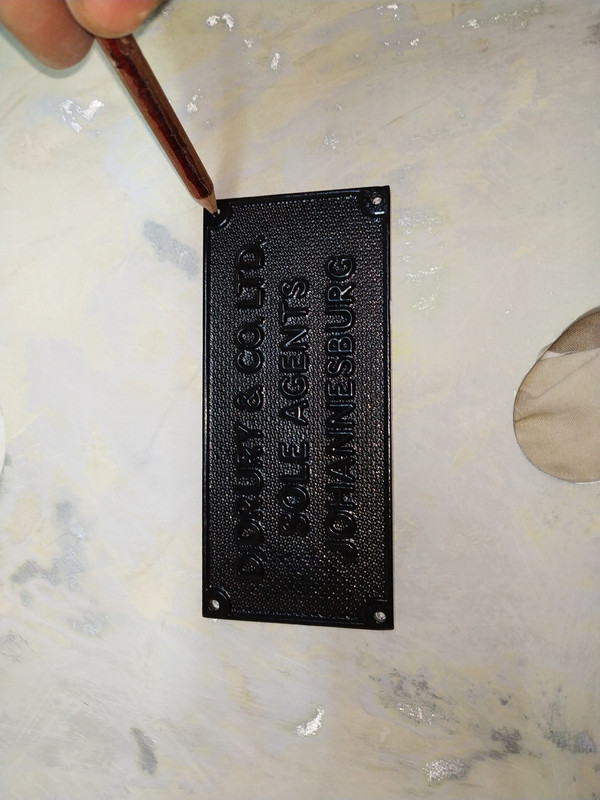 D. DRURY & CO. LTD.
SOLE AGENTS
JOHANNESBURG